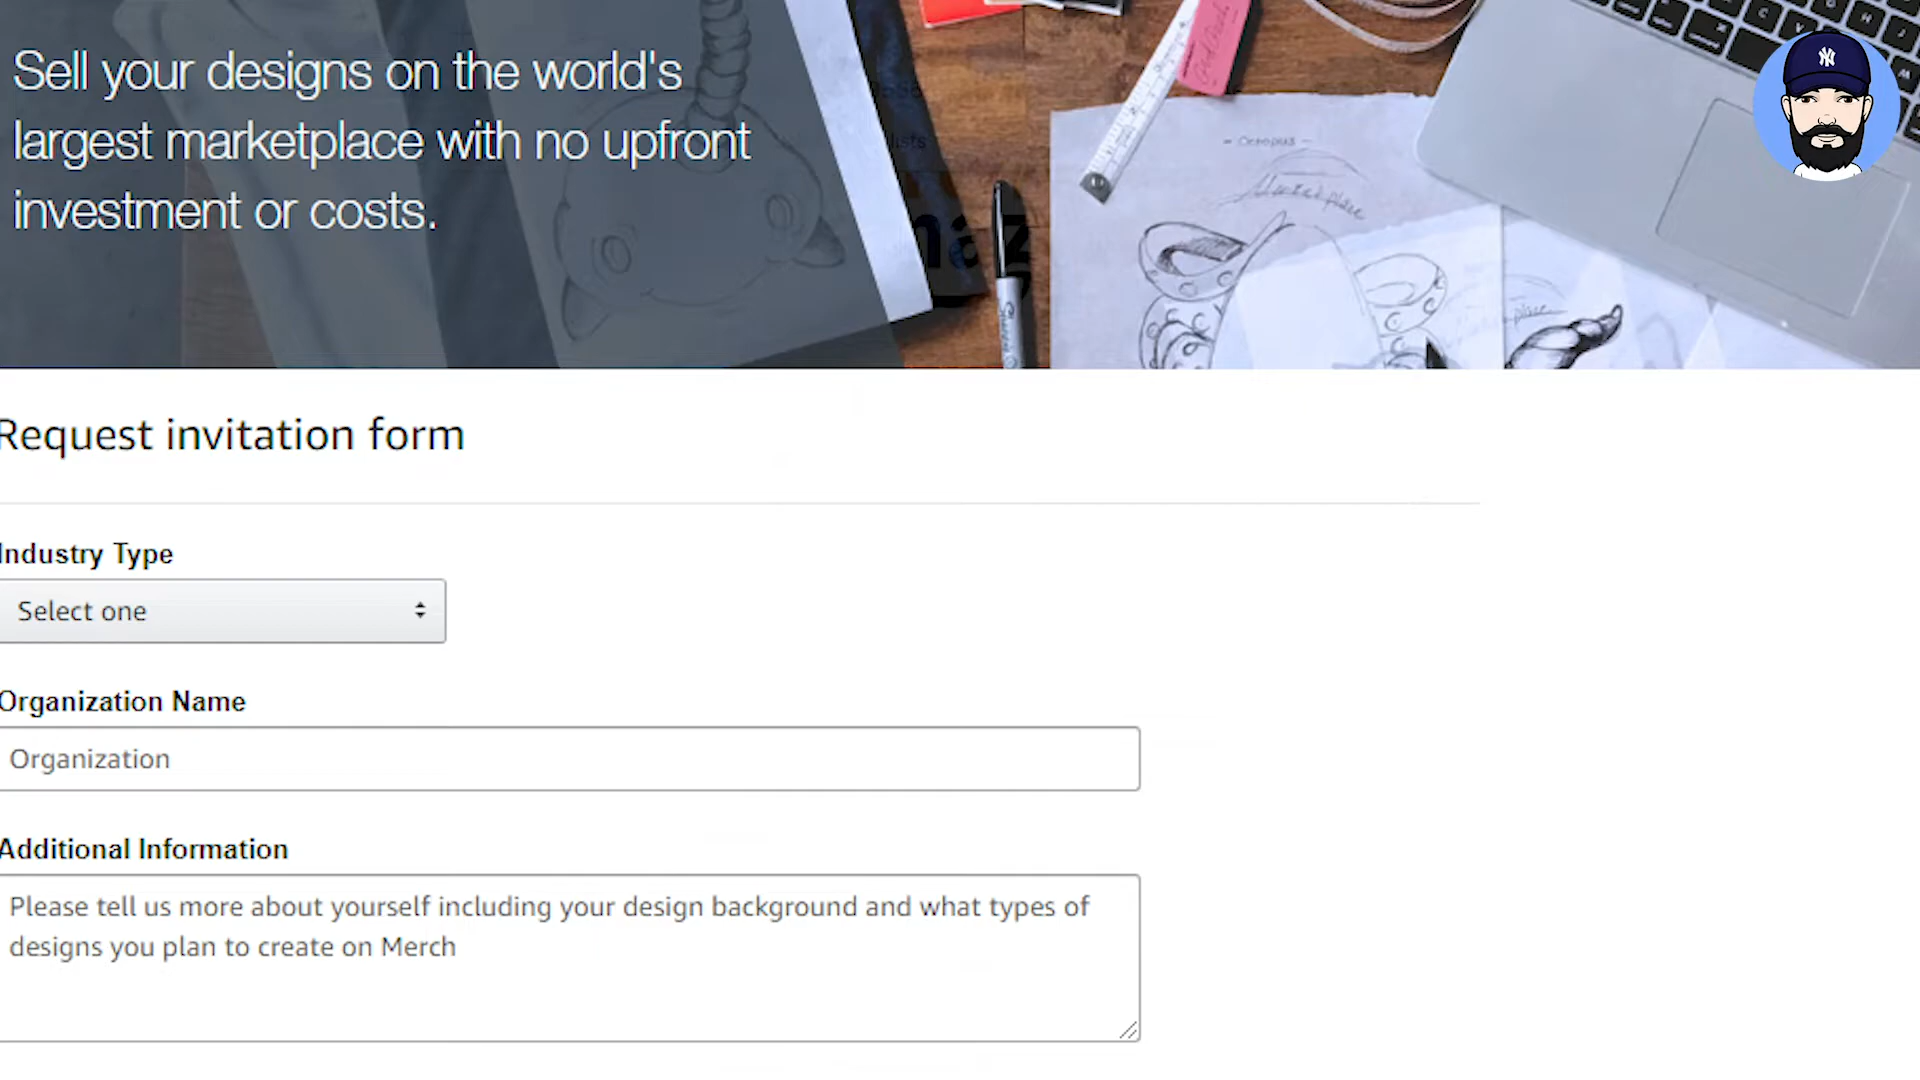 Sell your designs on the world's
largest marketplace with no upfront
investment or costs.
- Octopus -
Request invitation form
Industry Type
Select one
Organization Name
Organization
Additional Information
Please tell us more about yourself including your design background and what types of
designs you plan to create on Merch